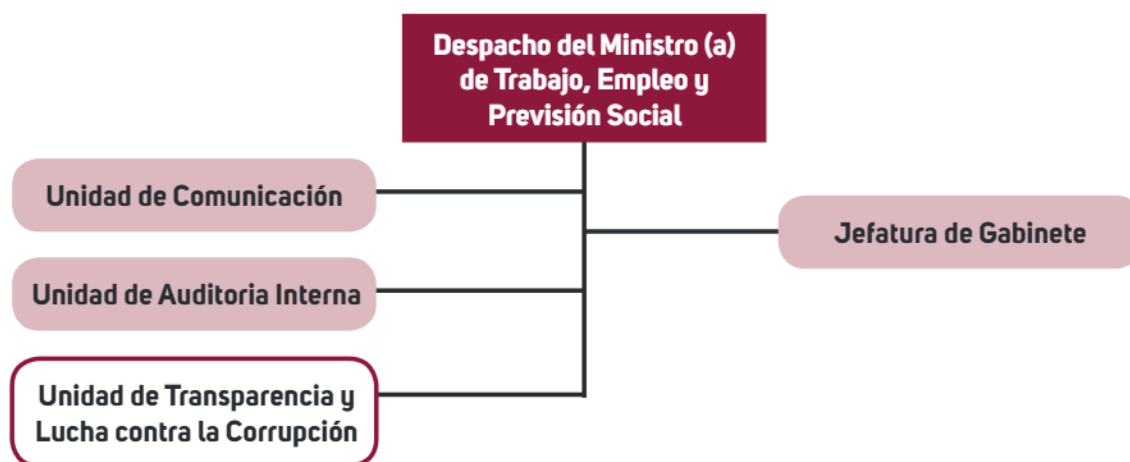 Despacho del Ministro (a)
de Trabajo, Empleo y
Previsión Social
Unidad de Comunicación
Jefatura de Gabinete
Unidad de Auditoria Interna
Unidad de Transparencia y
Lucha contra la Corrupción